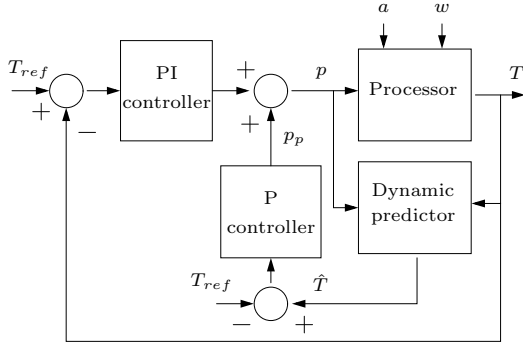 a w
T_ref
+
−
PI
controller
+
+
p
Processor
T
p_p
P
controller
Dynamic
predictor
T_ref
−
+
T̂